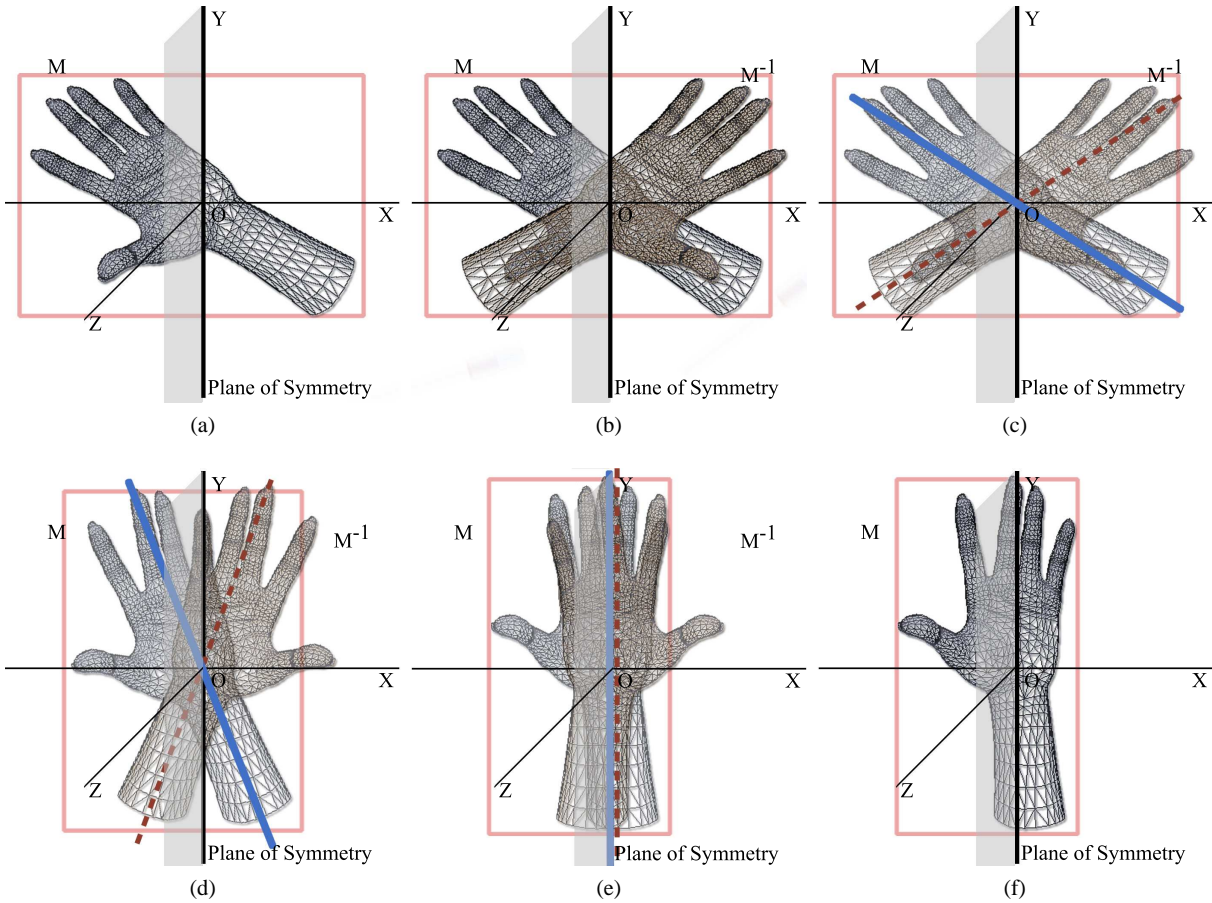 Y
M
O
X
Z
Plane of Symmetry
(a)
Y
M
M-1
O
X
Z
Plane of Symmetry
(b)
Y
M
M-1
O
X
Z
Plane of Symmetry
(c)
Y
M
M-1
O
X
Z
Plane of Symmetry
(d)
Y
M
M-1
O
X
Z
Plane of Symmetry
(e)
Y
M
O
X
Z
Plane of Symmetry
(f)